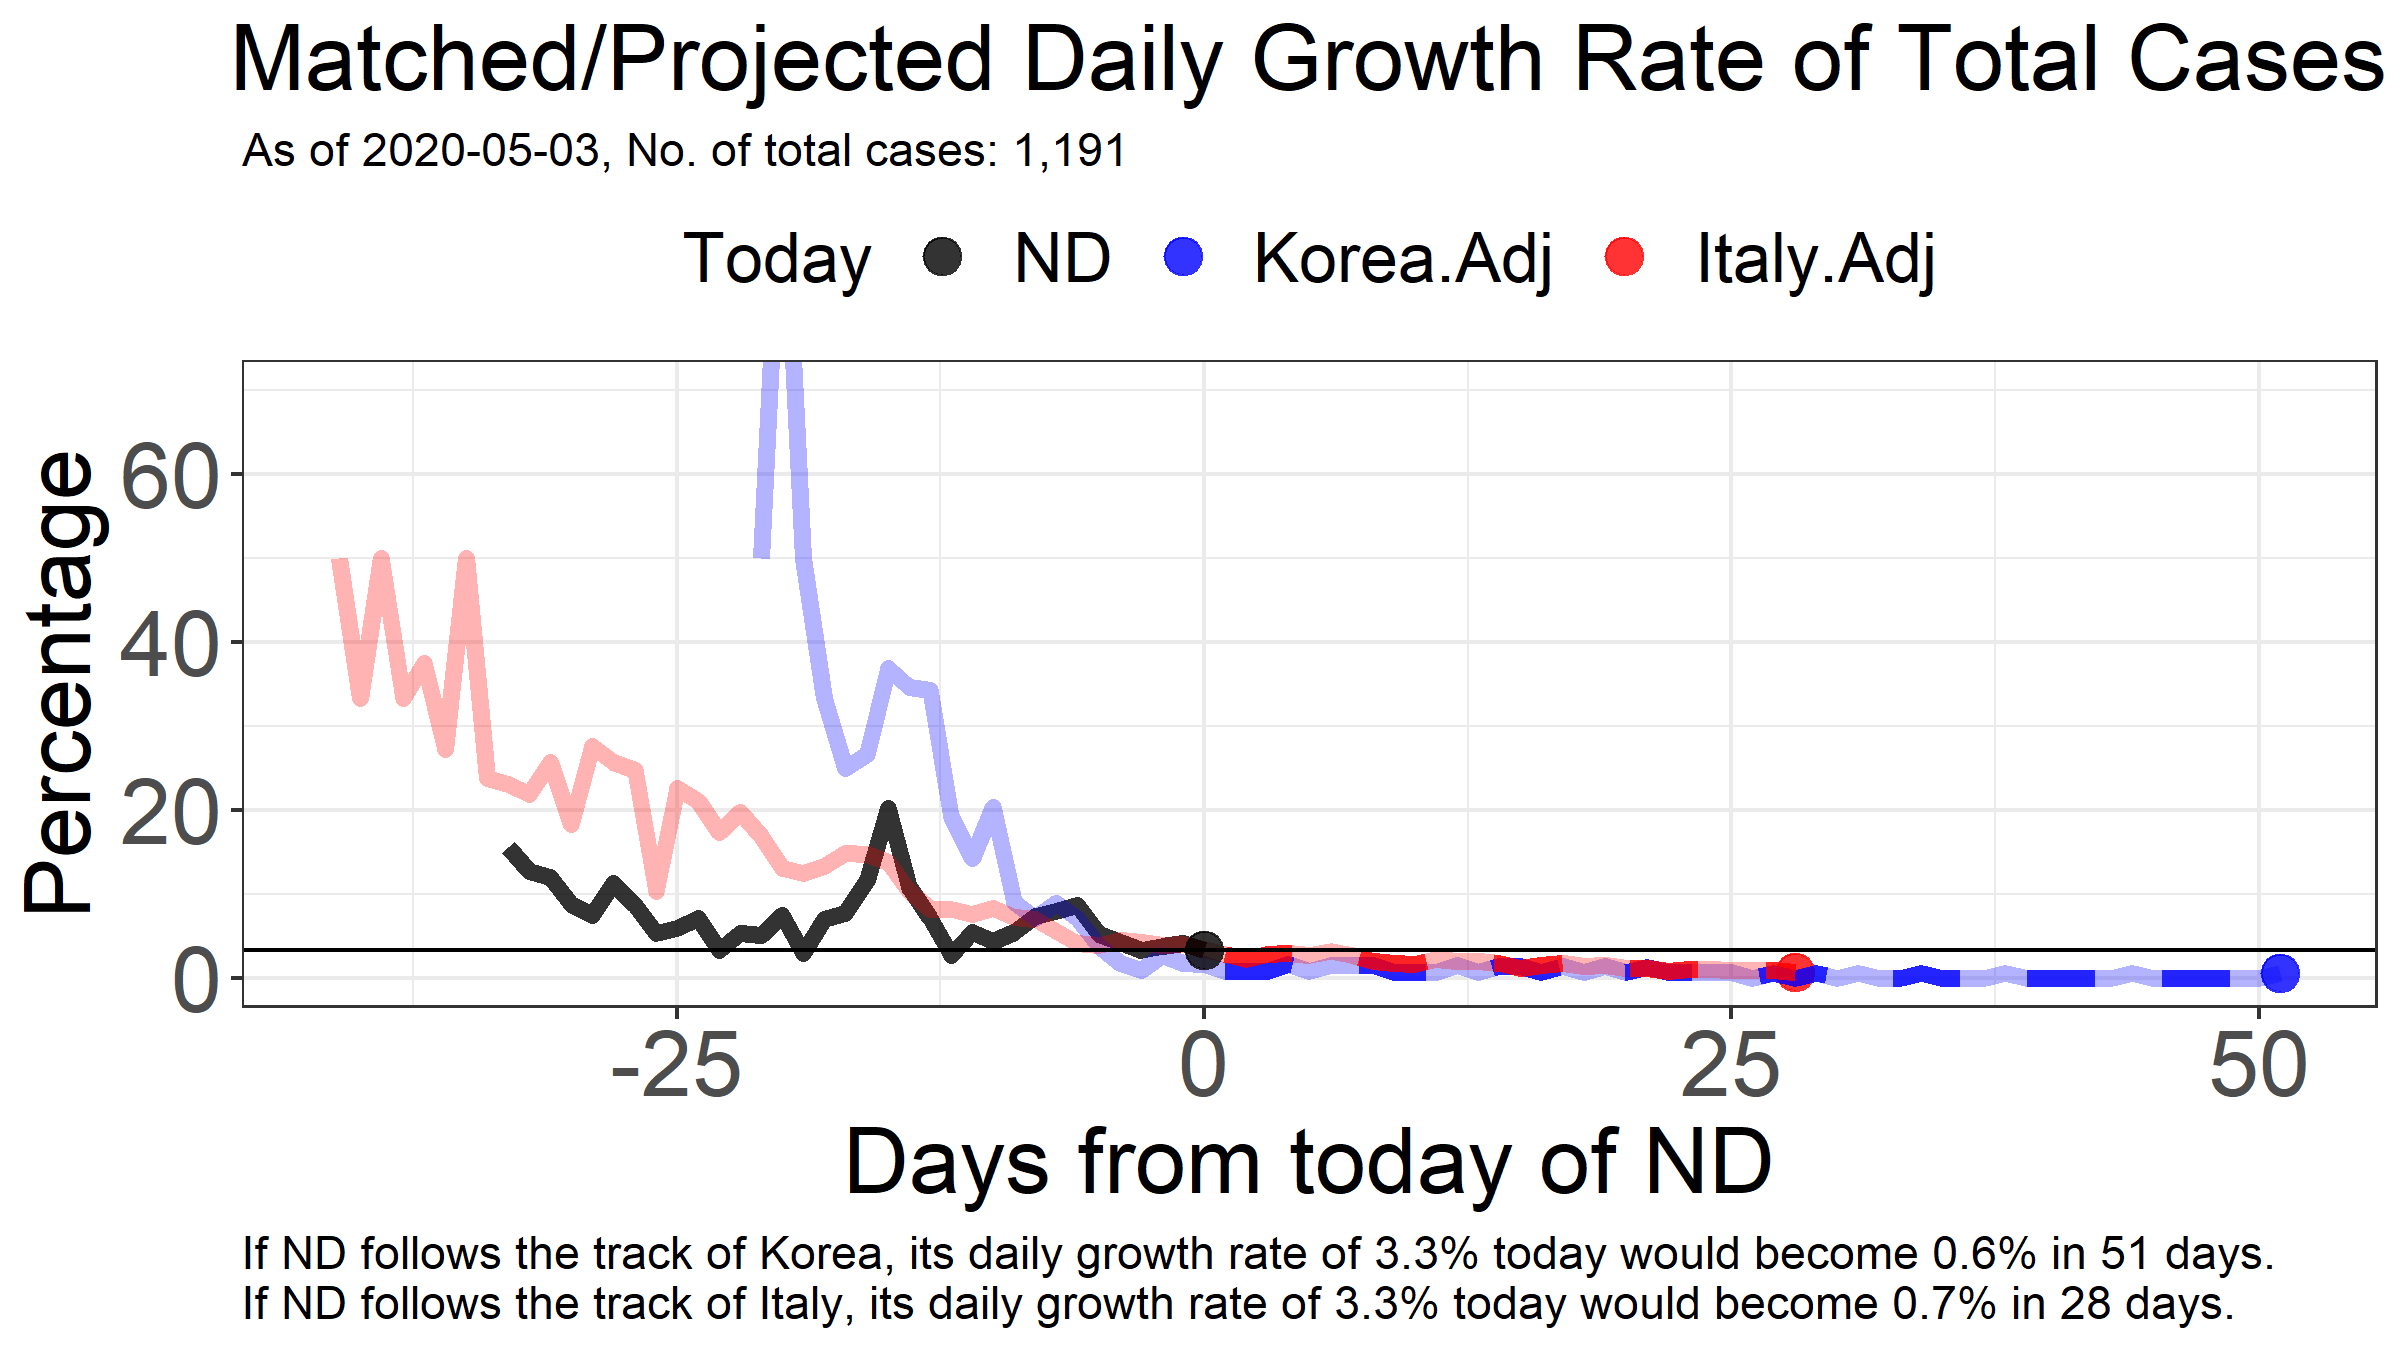 Matched/Projected Daily Growth Rate of Total Cases
As of 2020-05-03, No. of total cases: 1,191
Today ND Korea.Adj Italy.Adj
Percentage
60
40
20
0
-25 0 25 50
Days from today of ND
If ND follows the track of Korea, its daily growth rate of 3.3% today would become 0.6% in 51 days.
If ND follows the track of Italy, its daily growth rate of 3.3% today would become 0.7% in 28 days.